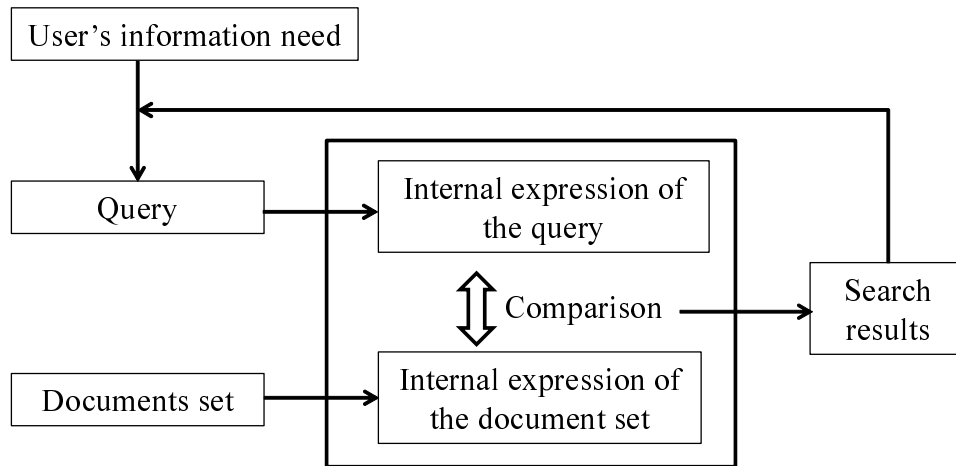 User’s information need
Query
Internal expression of
the query
Comparison
Search
results
Documents set
Internal expression of
the document set